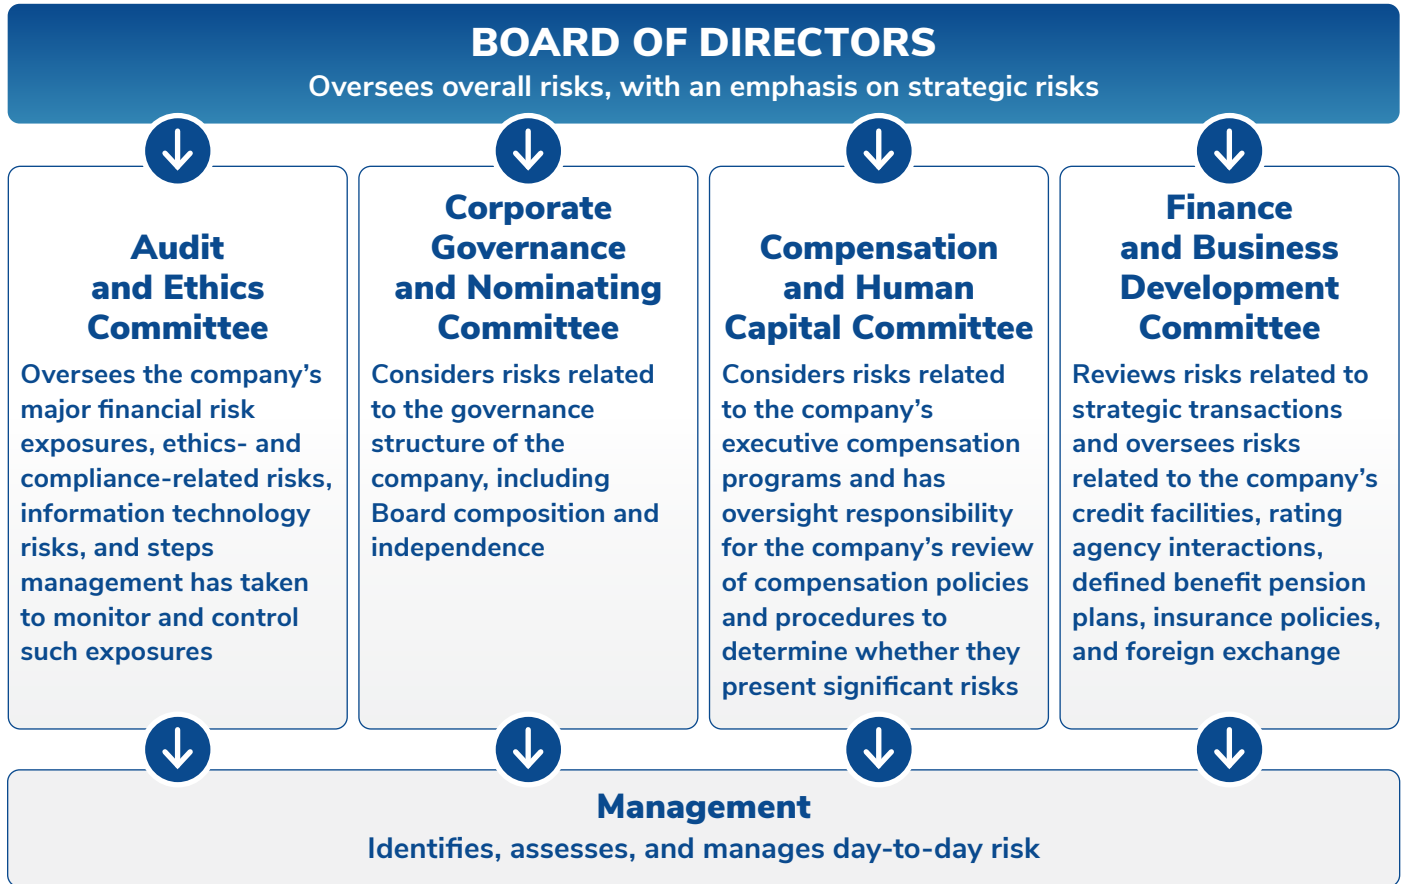 BOARD OF DIRECTORS
Oversees overall risks, with an emphasis on strategic risks
Audit
and Ethics
Committee
Oversees the company’s
major financial risk
exposures, ethics- and
compliance-related risks,
information technology
risks, and steps
management has taken
to monitor and control
such exposures
Corporate
Governance
and Nominating
Committee
Considers risks related
to the governance
structure of the
company, including
Board composition and
independence
Compensation
and Human
Capital Committee
Considers risks related
to the company’s
executive compensation
programs and has
oversight responsibility
for the company’s review
of compensation policies
and procedures to
determine whether they
present significant risks
Finance
and Business
Development
Committee
Reviews risks related to
strategic transactions
and oversees risks
related to the company’s
credit facilities, rating
agency interactions,
defined benefit pension
plans, insurance policies,
and foreign exchange
Management
Identifies, assesses, and manages day-to-day risk